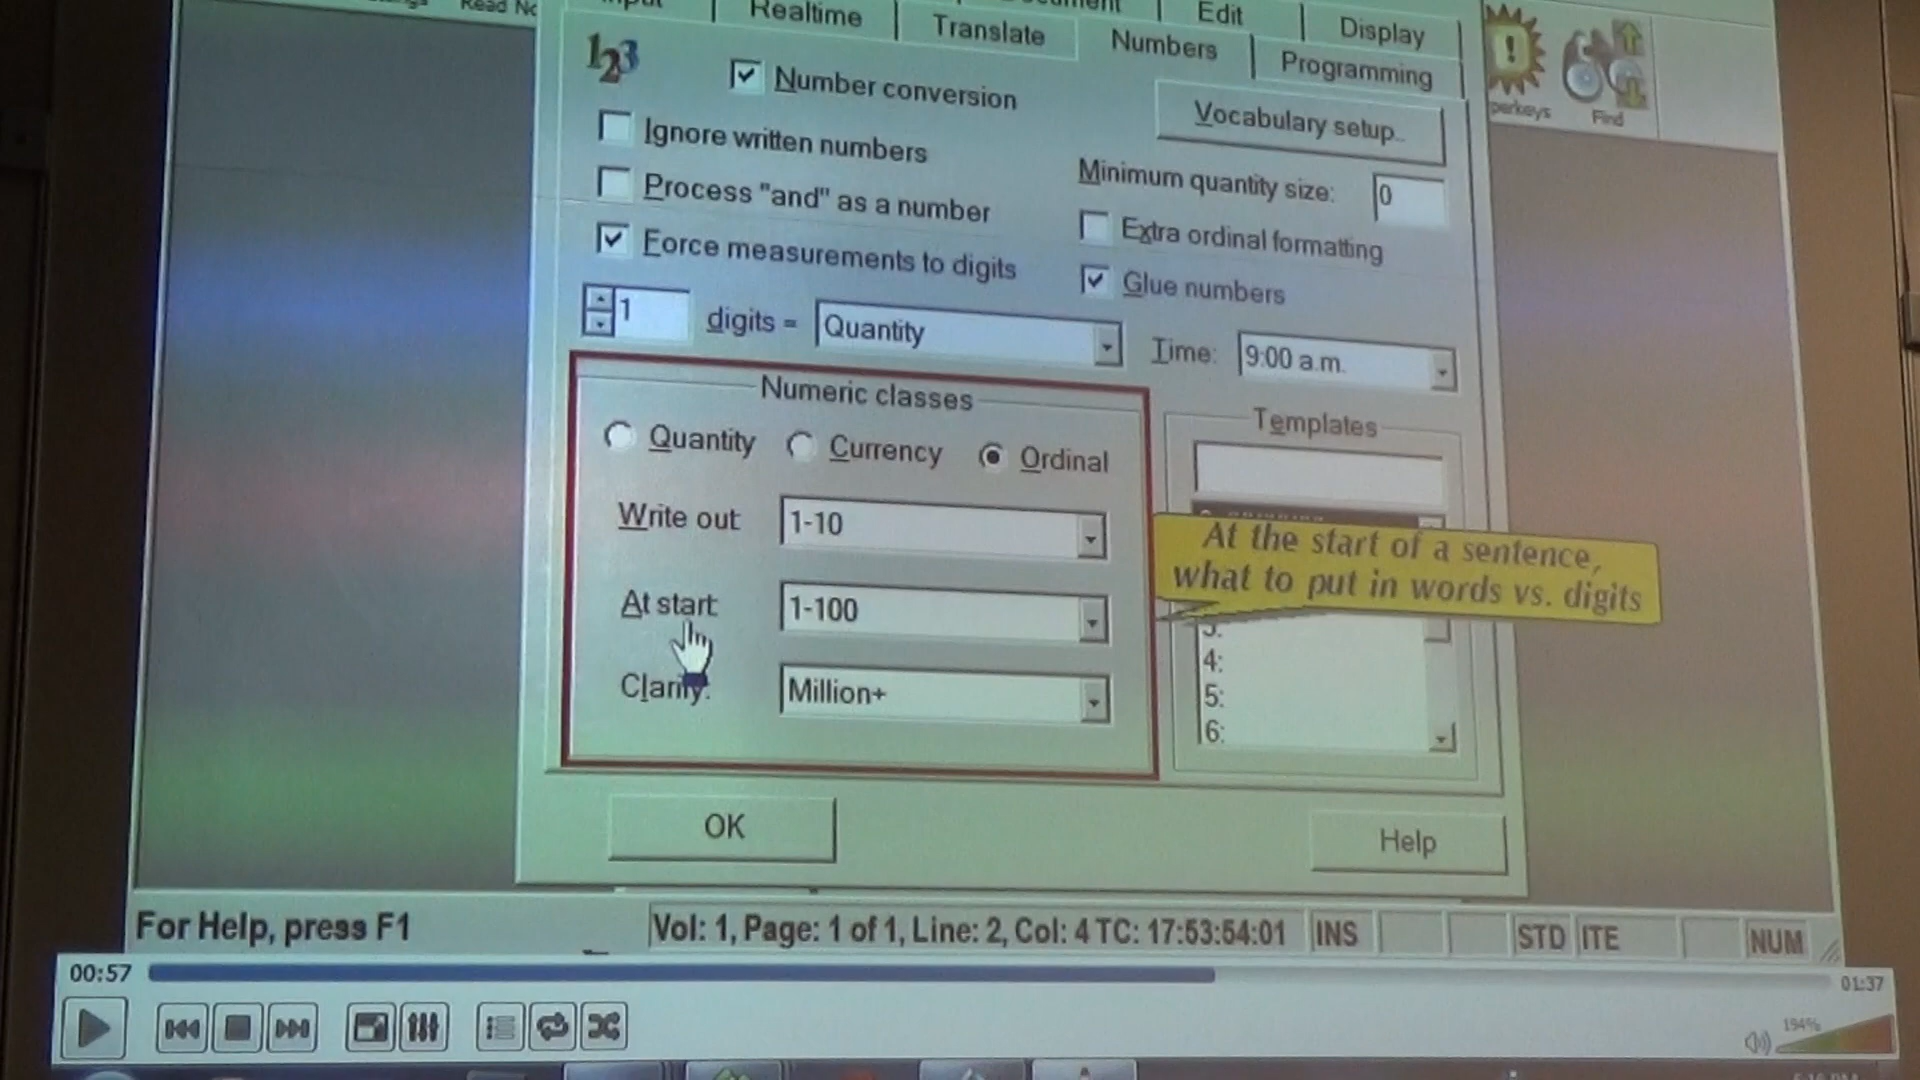 Read
Edit
Realtime
Translate
Numbers
Display
Programming
123
Number conversion
Vocabulary setup..
Find
Ignore written numbers
Process "and" as a number
Minimum quantity size: 0
Force measurements to digits
Extra ordinal formatting
Glue numbers
1 digits = Quantity
Time: 9:00 a.m.
Numeric classes
Quantity Currency Ordinal
Write out: 1-10
At start: 1-100
Clarify: Million+
Templates
At the start of a sentence,
what to put in words vs. digits
4:
5:
6:
OK
Help
For Help, press F1
Vol: 1, Page: 1 of 1, Line: 2, Col: 4 TC: 17:53:54:01 INS STD ITE NUM
00:57
01:37
194%